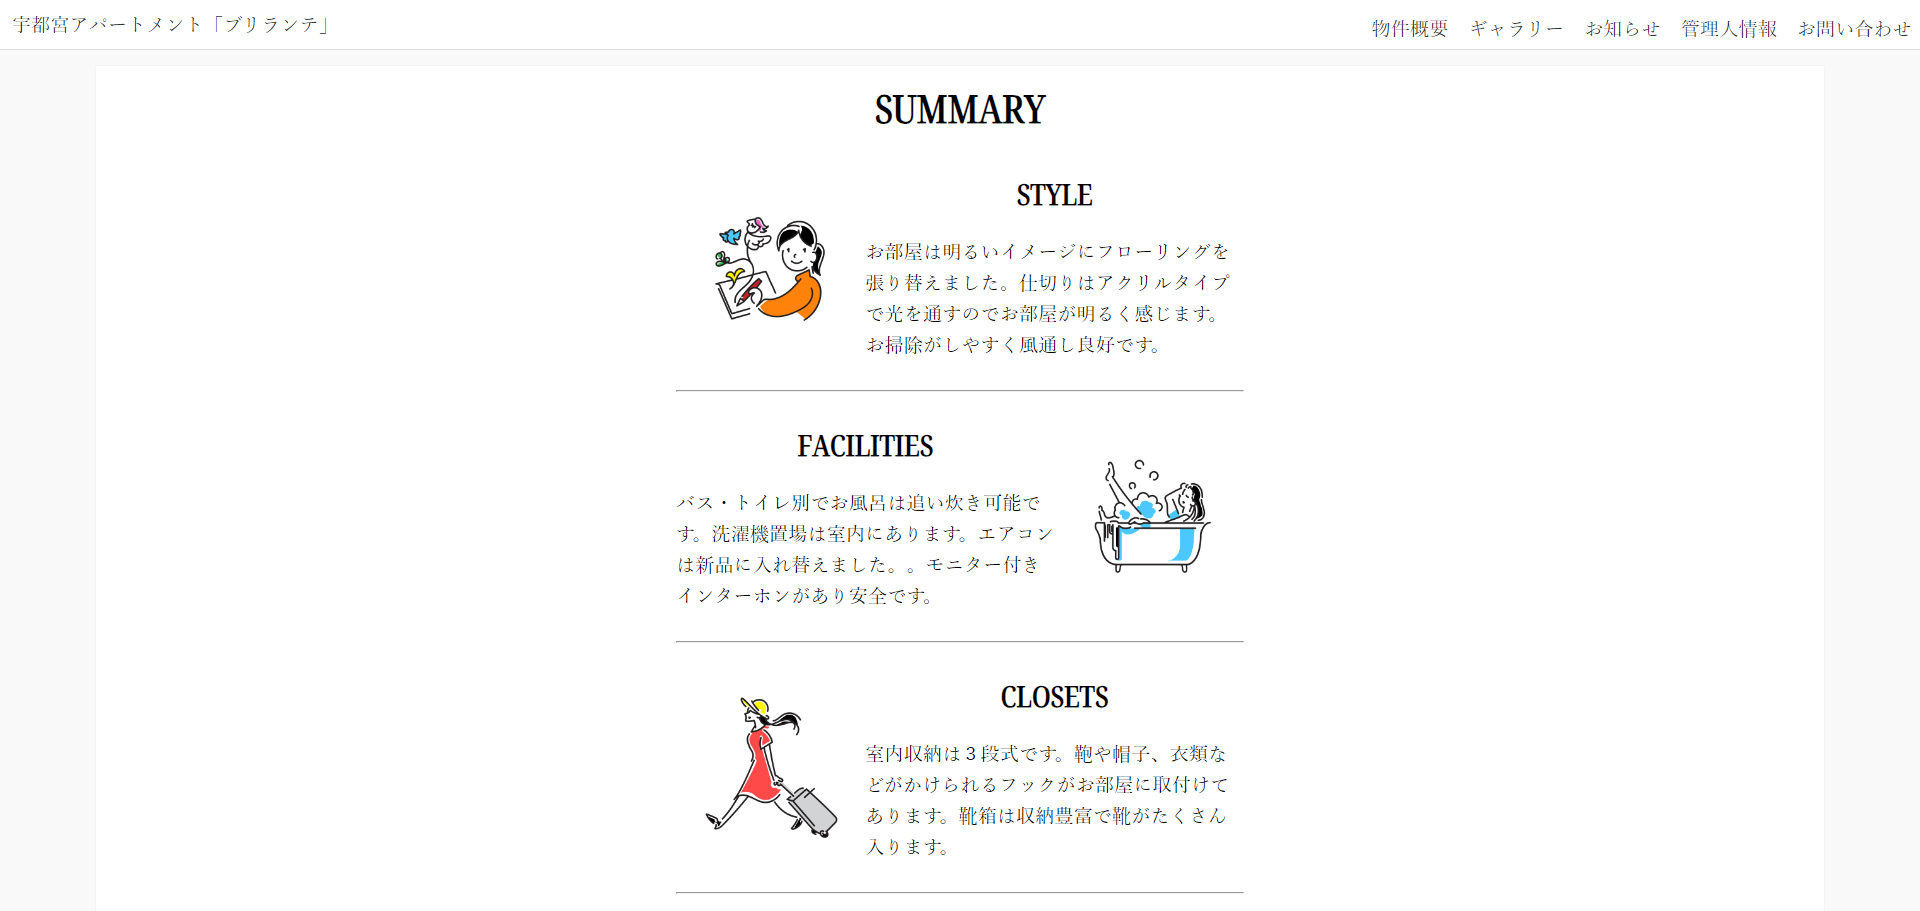 宇都宮アパートメント「ブリランテ」
物件概要 ギャラリー お知らせ 管理人情報 お問い合わせ
SUMMARY
STYLE
お部屋は明るいイメージにフローリングを
張り替えました。仕切りはアクリルタイプ
で光を通すのでお部屋が明るく感じます。
お掃除がしやすく風通し良好です。
FACILITIES
バス・トイレ別でお風呂は追い炊き可能で
す。洗濯機置場は室内にあります。エアコン
は新品に入れ替えました。。モニター付き
インターホンがあり安全です。
CLOSETS
室内収納は３段式です。鞄や帽子、衣類な
どがかけられるフックがお部屋に取付けて
あります。靴箱は収納豊富で靴がたくさん
入ります。